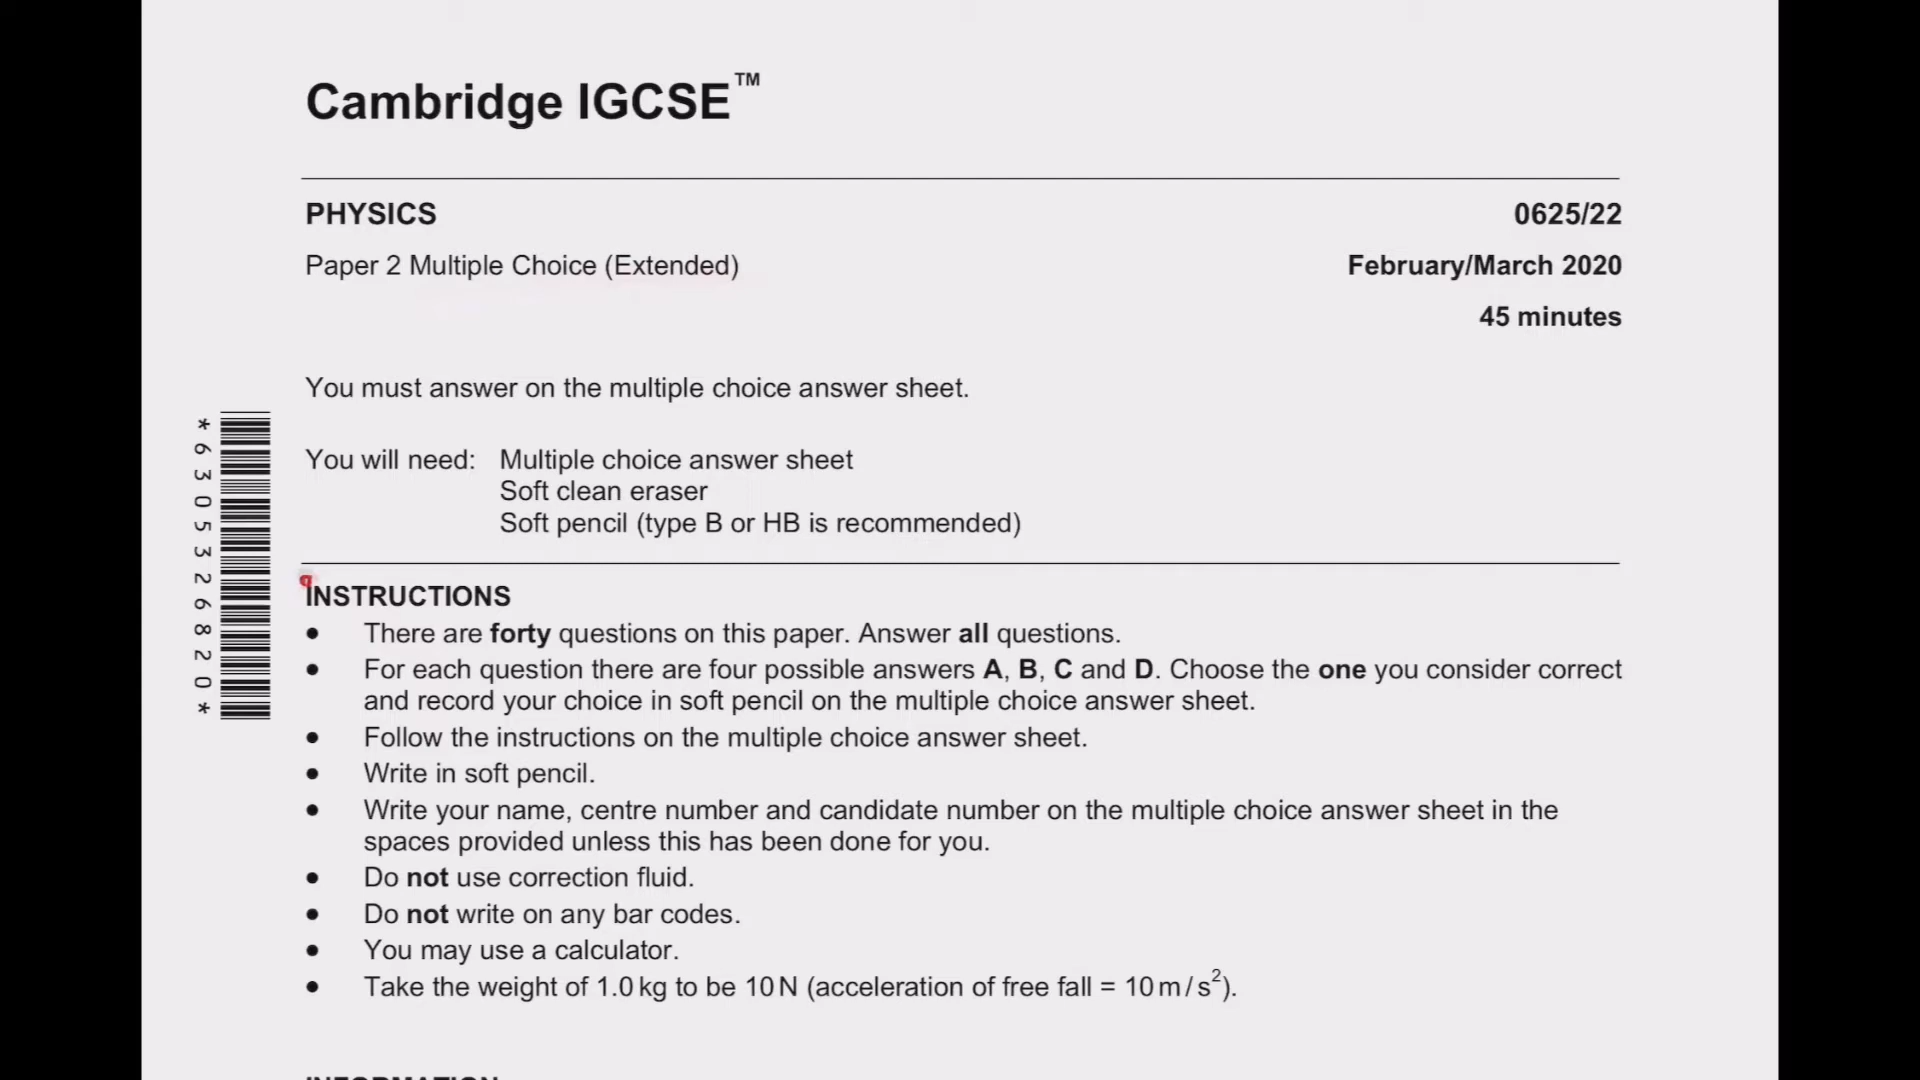 Cambridge IGCSE™
PHYSICS 0625/22
Paper 2 Multiple Choice (Extended) February/March 2020
45 minutes
You must answer on the multiple choice answer sheet.
You will need: Multiple choice answer sheet
Soft clean eraser
Soft pencil (type B or HB is recommended)
*6305326820*
INSTRUCTIONS
● There are forty questions on this paper. Answer all questions.
● For each question there are four possible answers A, B, C and D. Choose the one you consider correct
and record your choice in soft pencil on the multiple choice answer sheet.
● Follow the instructions on the multiple choice answer sheet.
● Write in soft pencil.
● Write your name, centre number and candidate number on the multiple choice answer sheet in the
spaces provided unless this has been done for you.
● Do not use correction fluid.
● Do not write on any bar codes.
● You may use a calculator.
● Take the weight of 1.0 kg to be 10 N (acceleration of free fall = 10 m / s²).
INFORMATION